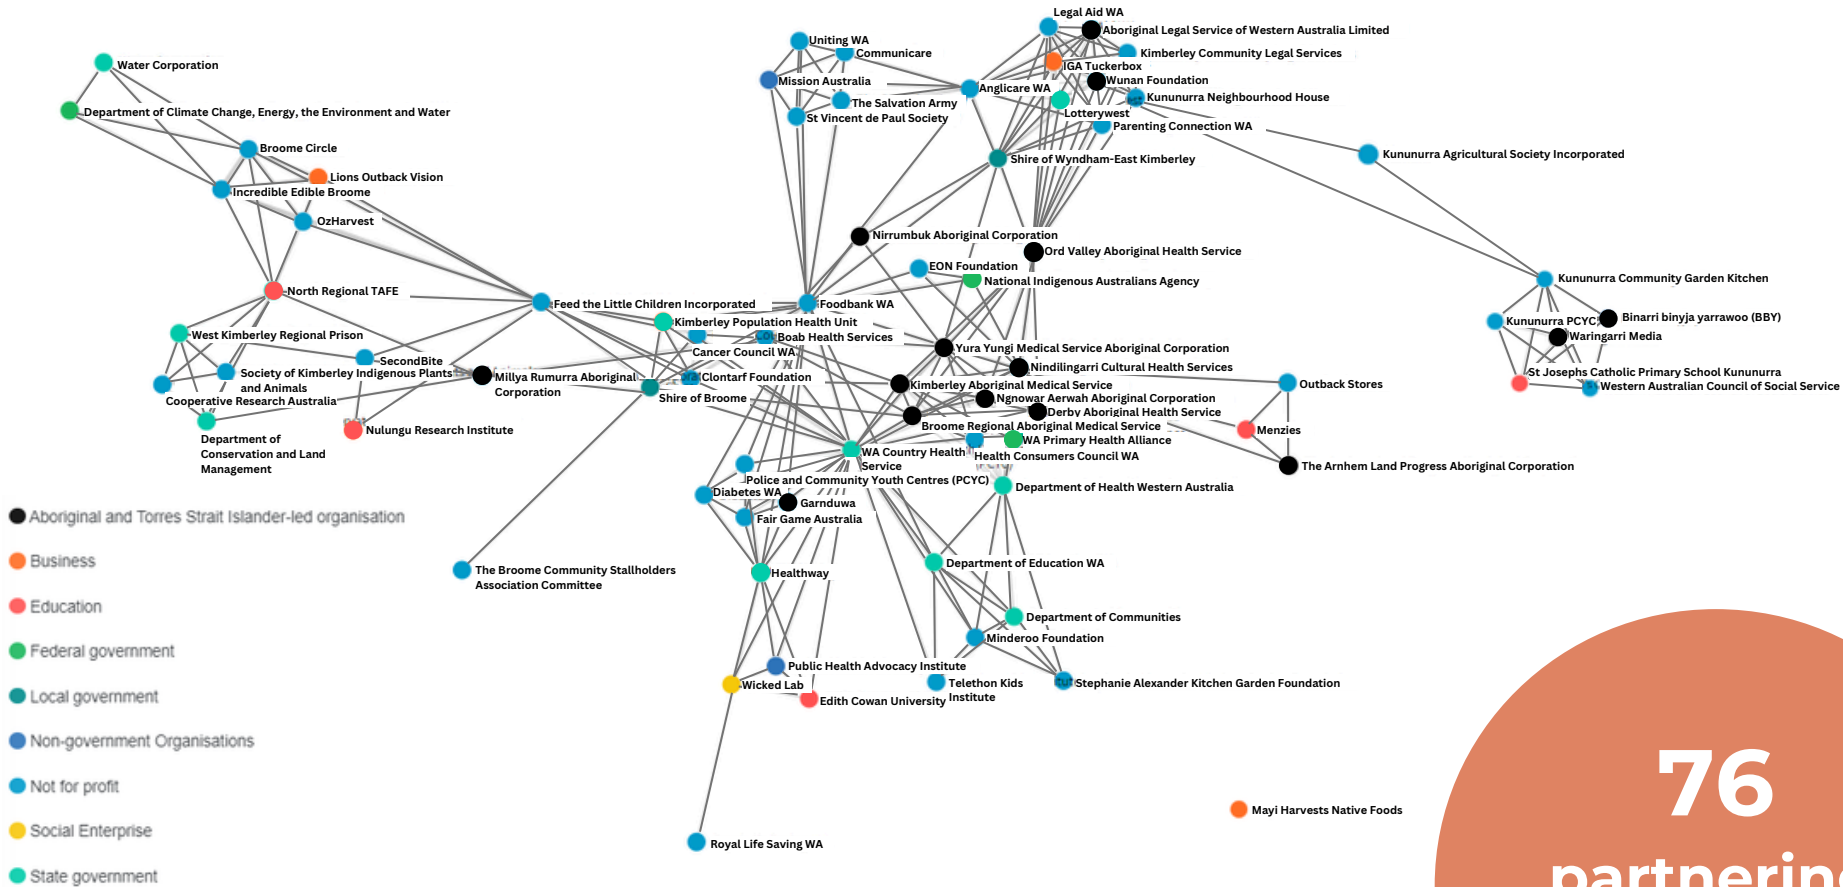 Legal Aid WA
Aboriginal Legal Service of Western Australia Limited
Uniting WA
Communicare
Kimberley Community Legal Services
Water Corporation
IGA Tuckerbox
Mission Australia
Wunan Foundation
Anglicare WA
Kununurra Neighbourhood House
The Salvation Army
Department of Climate Change, Energy, the Environment and Water
Lotterywest
St Vincent de Paul Society
Parenting Connection WA
Broome Circle
Kununurra Agricultural Society Incorporated
Shire of Wyndham-East Kimberley
Lions Outback Vision
Incredible Edible Broome
OzHarvest
Nirrumbuk Aboriginal Corporation
Ord Valley Aboriginal Health Service
EON Foundation
Kununurra Community Garden Kitchen
National Indigenous Australians Agency
North Regional TAFE
Feed the Little Children Incorporated
Foodbank WA
Binarri binyja yarrawoo (BBY)
Kununurra PCYC
Kimberley Population Health Unit
West Kimberley Regional Prison
Boab Health Services
Waringarri Media
Yura Yungi Medical Service Aboriginal Corporation
Cancer Council WA
SecondBite
Nindilingarri Cultural Health Services
Society of Kimberley Indigenous Plants
and Animals
St Josephs Catholic Primary School Kununurra
Millya Rumurra Aboriginal
Corporation
Clontarf Foundation
Kimberley Aboriginal Medical Service
Outback Stores
Western Australian Council of Social Service
Shire of Broome
Ngnowar Aerwah Aboriginal Corporation
Cooperative Research Australia
Derby Aboriginal Health Service
Broome Regional Aboriginal Medical Service
Nulungu Research Institute
Menzies
Department of
Conservation and Land
Management
WA Primary Health Alliance
WA Country Health
Service
Health Consumers Council WA
The Arnhem Land Progress Aboriginal Corporation
Police and Community Youth Centres (PCYC)
Department of Health Western Australia
Diabetes WA
Garnduwa
Fair Game Australia
Aboriginal and Torres Strait Islander-led organisation
Business
Education
Federal government
Local government
Non-government Organisations
Not for profit
Social Enterprise
State government
The Broome Community Stallholders
Association Committee
Healthway
Department of Education WA
Department of Communities
Minderoo Foundation
Public Health Advocacy Institute
Wicked Lab
Edith Cowan University
Telethon Kids
Institute
Stephanie Alexander Kitchen Garden Foundation
Royal Life Saving WA
Mayi Harvests Native Foods
76
partnering